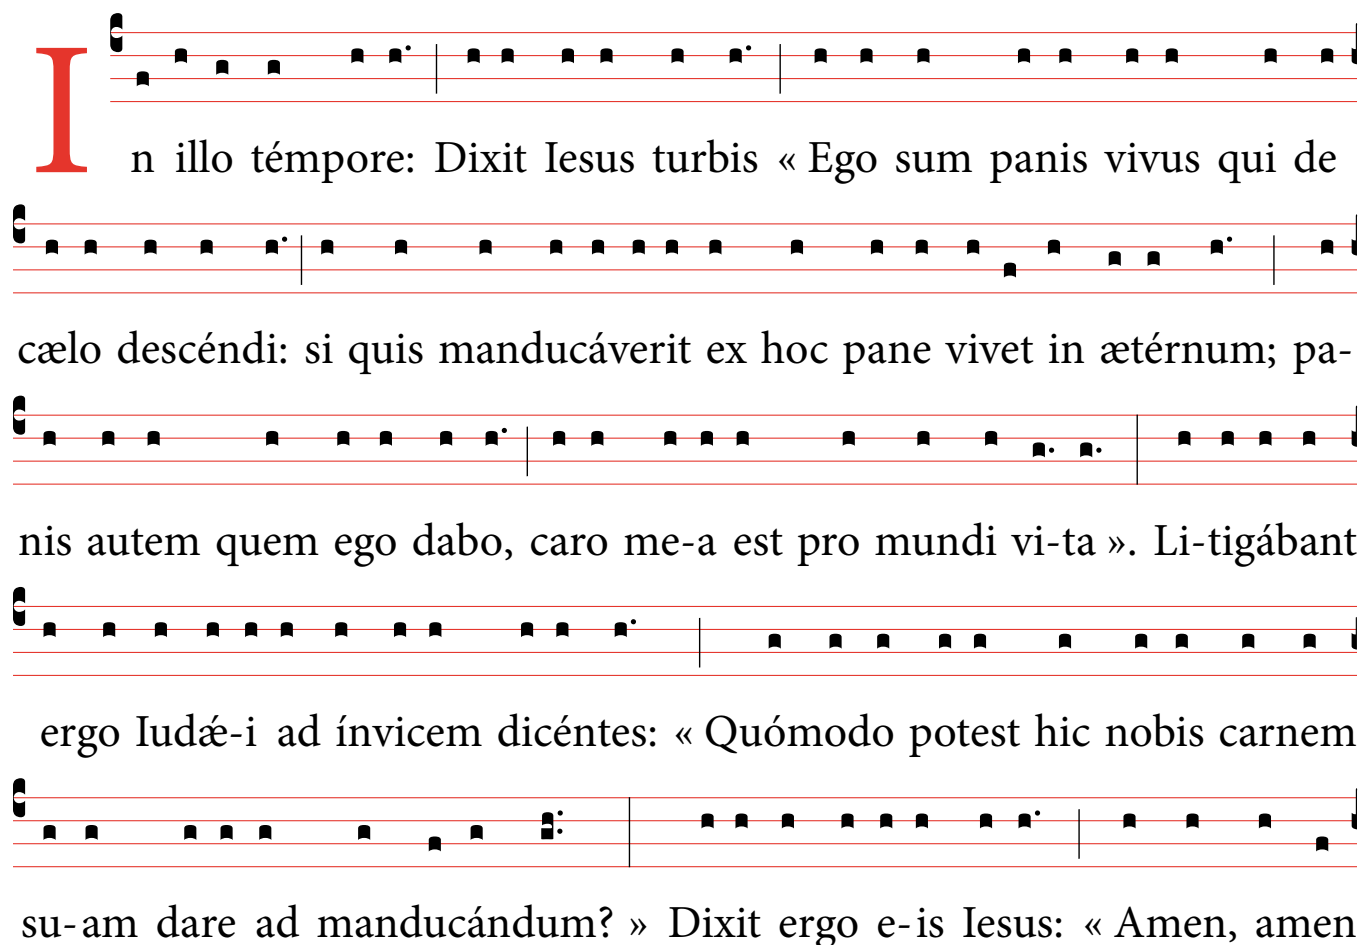 In illo témpore: Dixit Iesus turbis « Ego sum panis vivus qui de
cælo descéndi: si quis manducáverit ex hoc pane vivet in ætérnum; pa-
nis autem quem ego dabo, caro me-a est pro mundi vi-ta ». Li-tigábant
ergo Iudǽ-i ad ínvicem dicéntes: « Quómodo potest hic nobis carnem
su-am dare ad manducándum? » Dixit ergo e-is Iesus: « Amen, amen